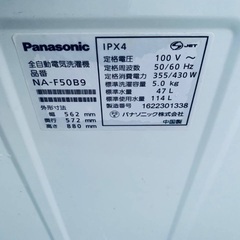 Panasonic
IPX4
JET
全自動電気洗濯機
品番
NA-F50B9
定格電圧 100 V ～
定格周波数 50/60 Hz
定格消費電力 355/430 W
標準洗濯容量 5.0 kg
標準水量 47 L
標準使用水量 114 L
外形寸法
幅 562 mm
奥行 572 mm
高さ 880 mm
製造番号 1622301338
パナソニック株式会社
中国製